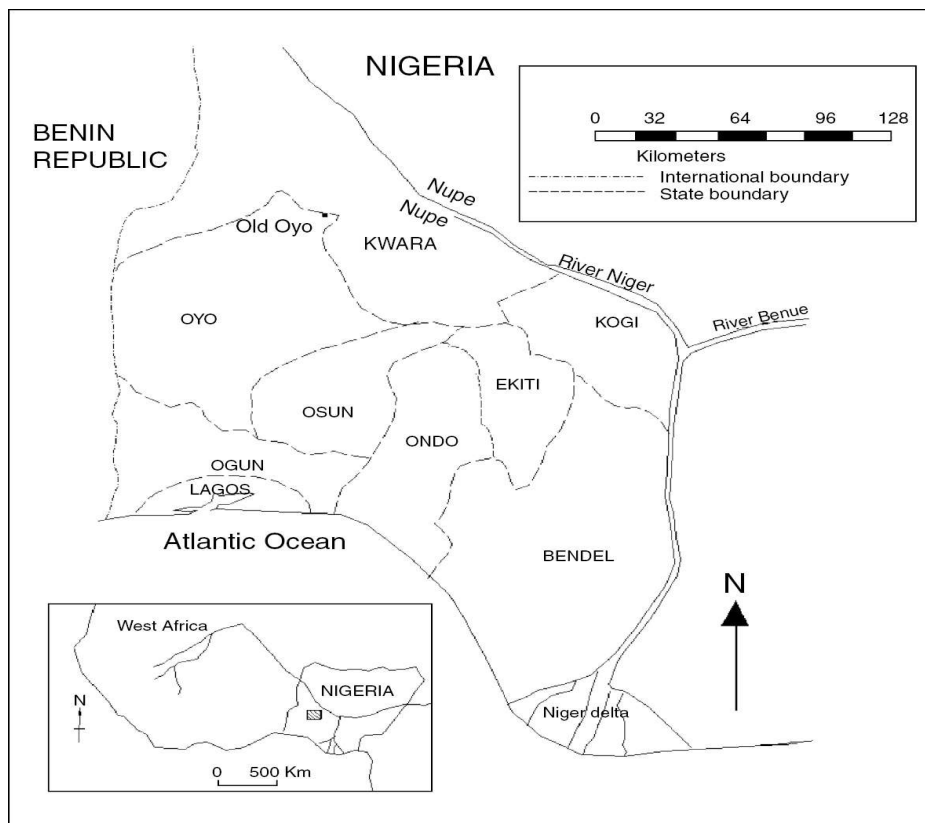 NIGERIA
BENIN
REPUBLIC
0 32 64 96 128
Kilometers
International boundary
State boundary
Nupe
Nupe
Old Oyo
KWARA
River Niger
River Benue
KOGI
OYO
EKITI
OSUN
ONDO
OGUN
LAGOS
Atlantic Ocean
BENDEL
N
West Africa
NIGERIA
N
0 500 Km
Niger delta